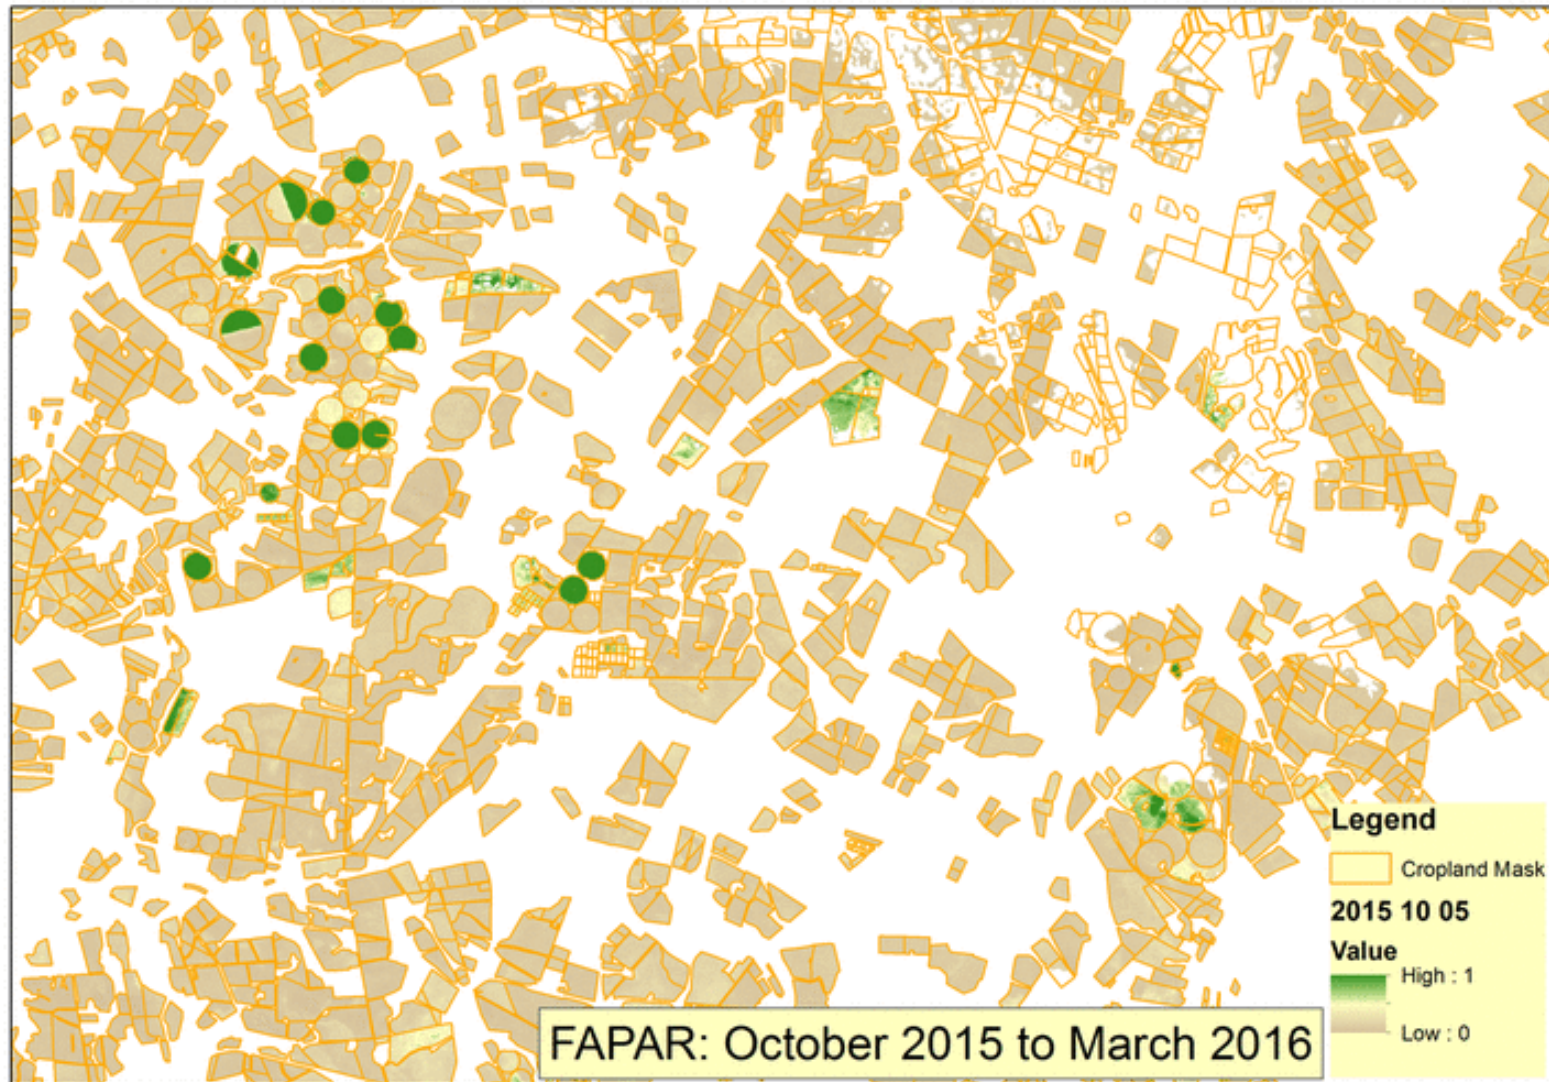 Legend
Cropland Mask
2015 10 05
Value
High : 1
Low : 0
FAPAR: October 2015 to March 2016